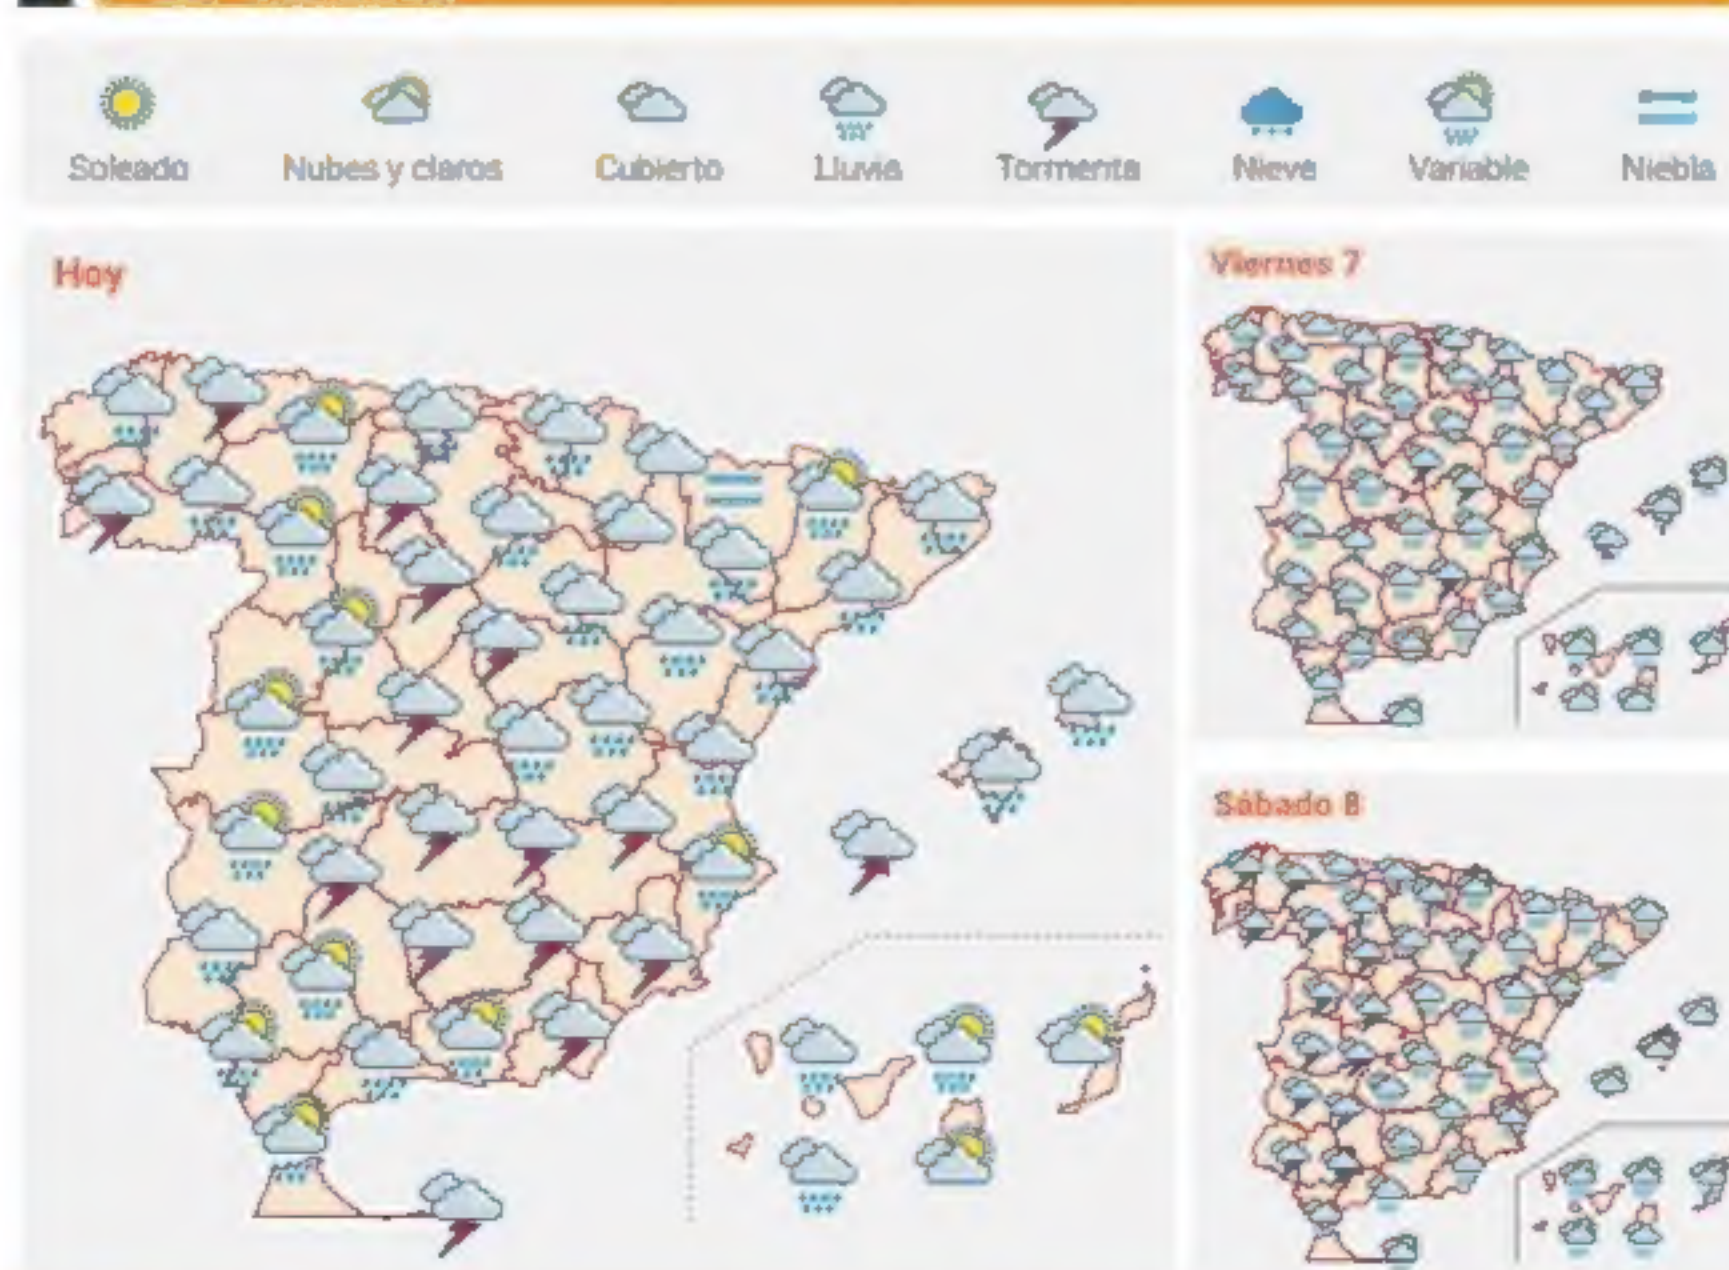 Soleado
Nubes y claros
Cubierto
Lluvia
Tormenta
Nieve
Variable
Niebla
Hoy
Viernes 7
Sábado 8